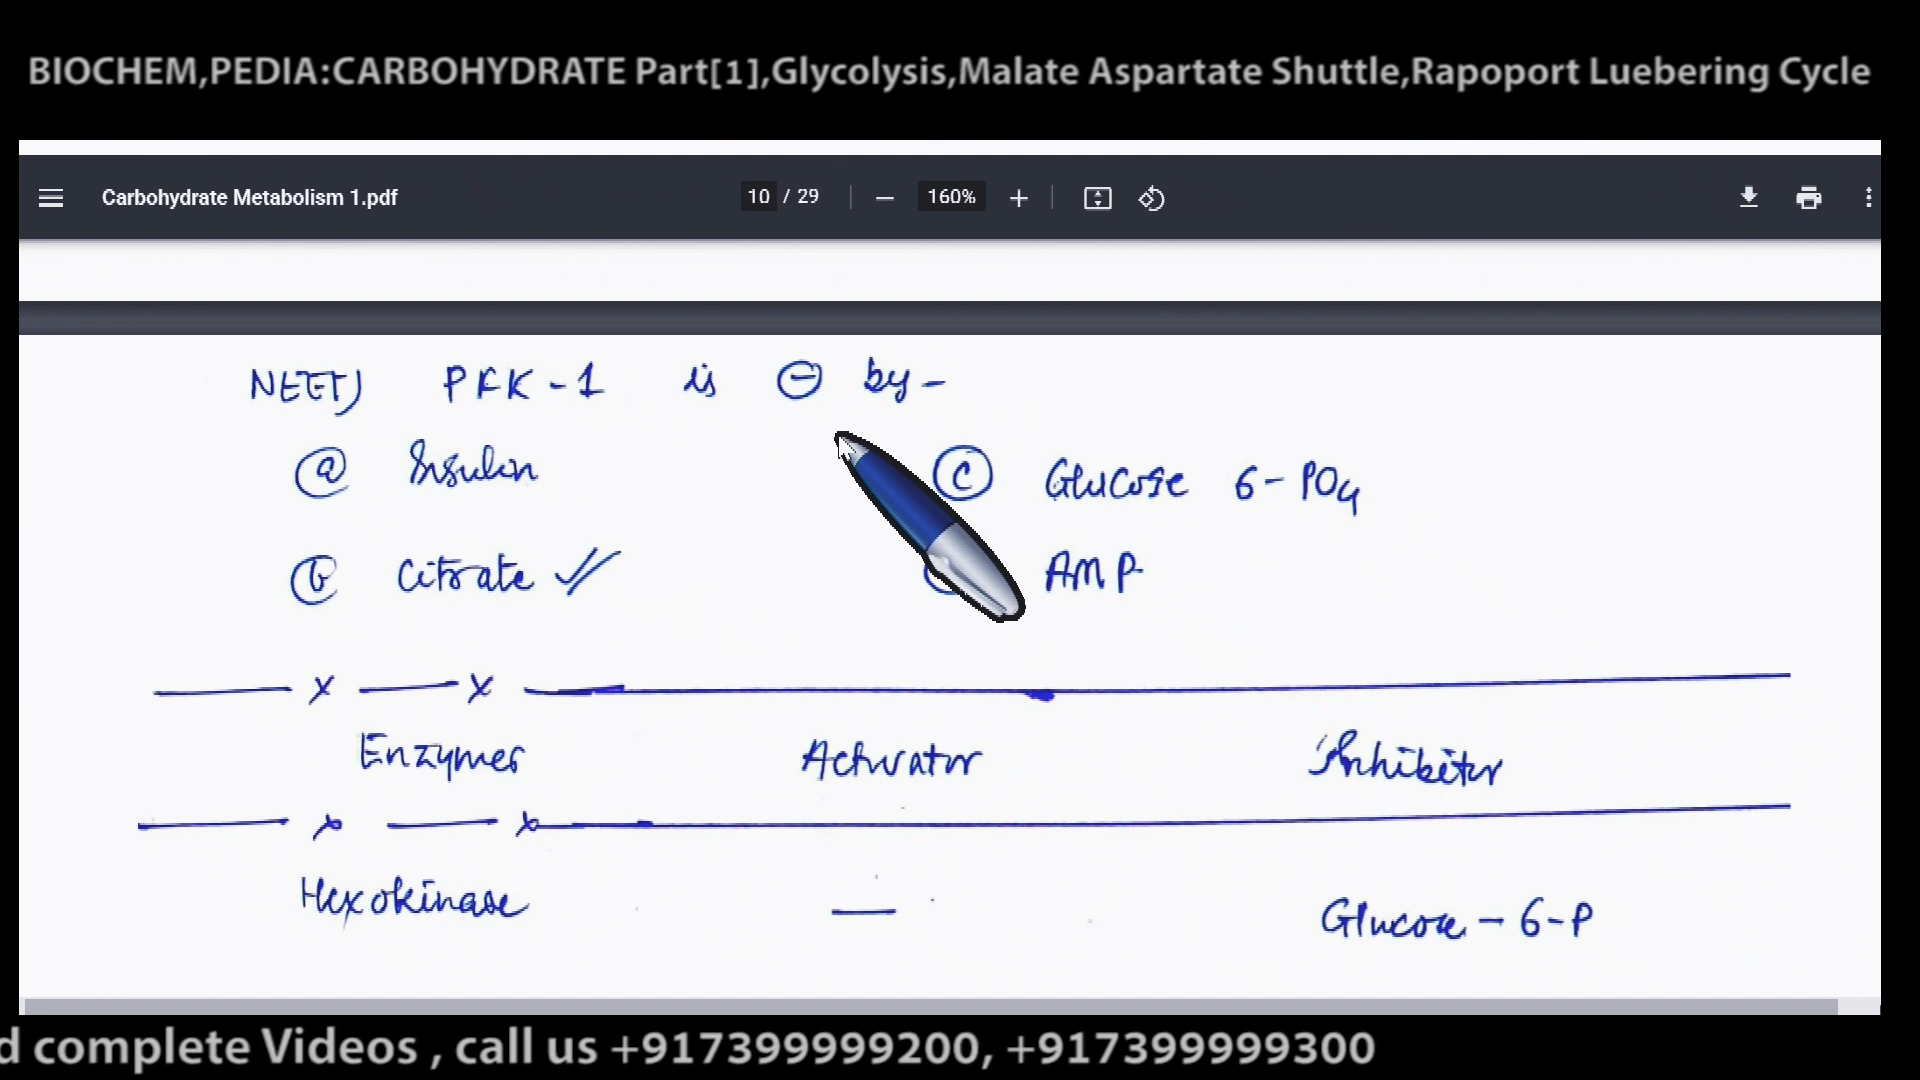 BIOCHEM,PEDIA:CARBOHYDRATE Part[1],Glycolysis,Malate Aspartate Shuttle,Rapoport Luebering Cycle
Carbohydrate Metabolism 1.pdf 10 / 29 160%
NEET) PFK-1 is ⊖ by-
ⓐ Insulin ⓒ Glucose 6-PO4
ⓑ Citrate ✓ AMP
x x
Enzymes Activator Inhibitor
x x
Hexokinase — Glucose-6-P
d complete Videos , call us +917399999200, +917399999300